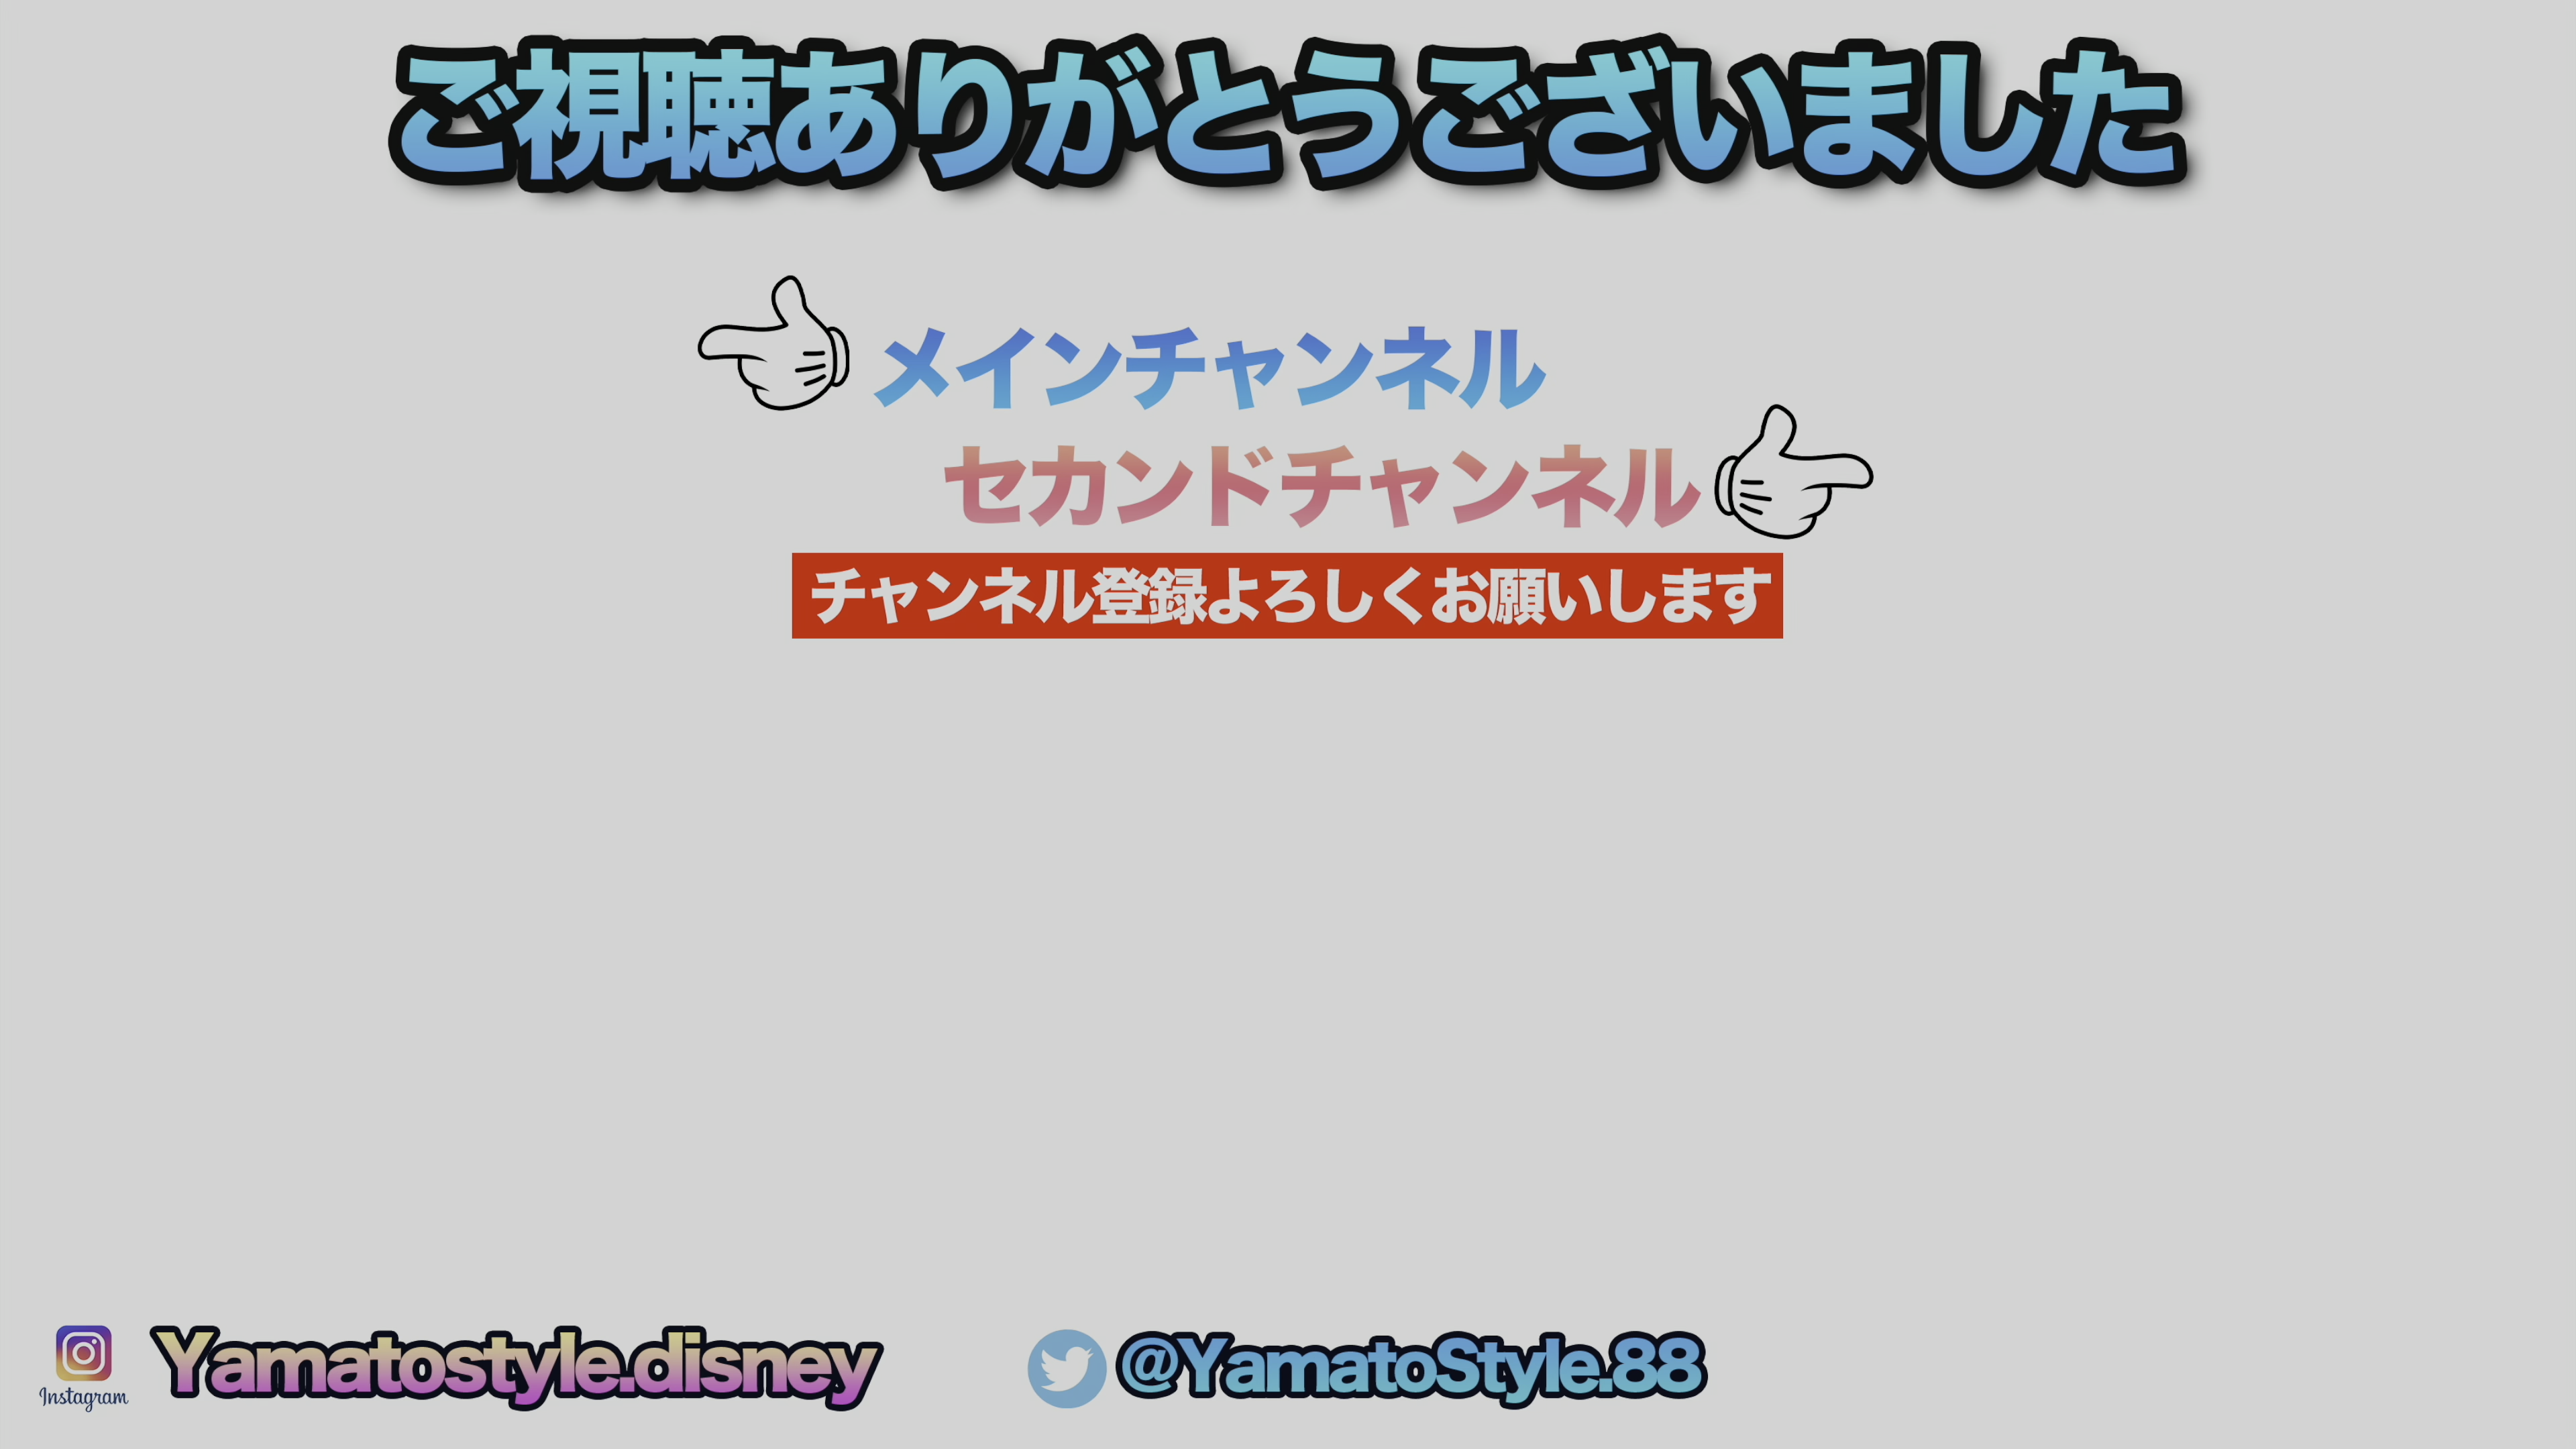 ご視聴ありがとうございました
メインチャンネル
セカンドチャンネル
チャンネル登録よろしくお願いします
Instagram
Yamatostyle.disney
@YamatoStyle.88